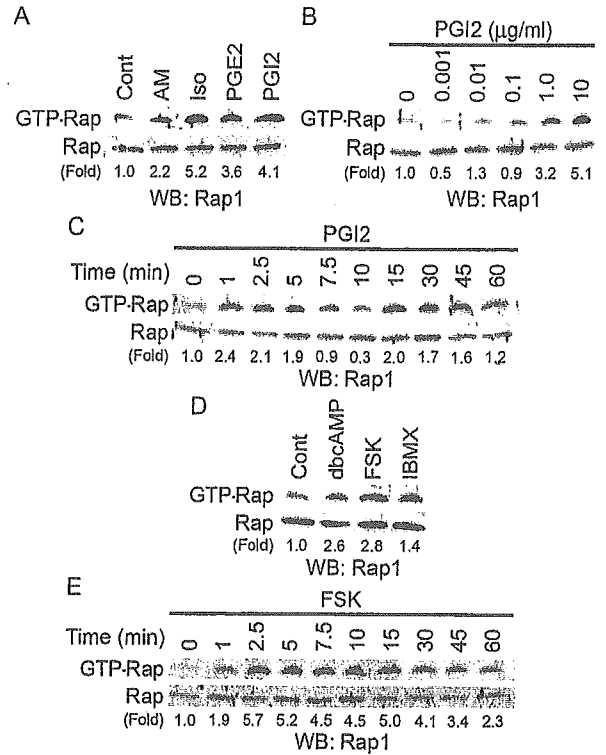 A
Cont AM Iso PGE2 PGI2
GTP-Rap
Rap
(Fold) 1.0 2.2 5.2 3.6 4.1
WB: Rap1
B
PGI2 (μg/ml)
0 0.001 0.01 0.1 1.0 10
GTP-Rap
Rap
(Fold) 1.0 0.5 1.3 0.9 3.2 5.1
WB: Rap1
C
PGI2
Time (min) 0 1 2.5 5 7.5 10 15 30 45 60
GTP-Rap
Rap
(Fold) 1.0 2.4 2.1 1.9 0.9 0.3 2.0 1.7 1.6 1.2
WB: Rap1
D
Cont dbcAMP FSK IBMX
GTP-Rap
Rap
(Fold) 1.0 2.6 2.8 1.4
WB: Rap1
E
FSK
Time (min) 0 1 2.5 5 7.5 10 15 30 45 60
GTP-Rap
Rap
(Fold) 1.0 1.9 5.7 5.2 4.5 4.5 5.0 4.1 3.4 2.3
WB: Rap1